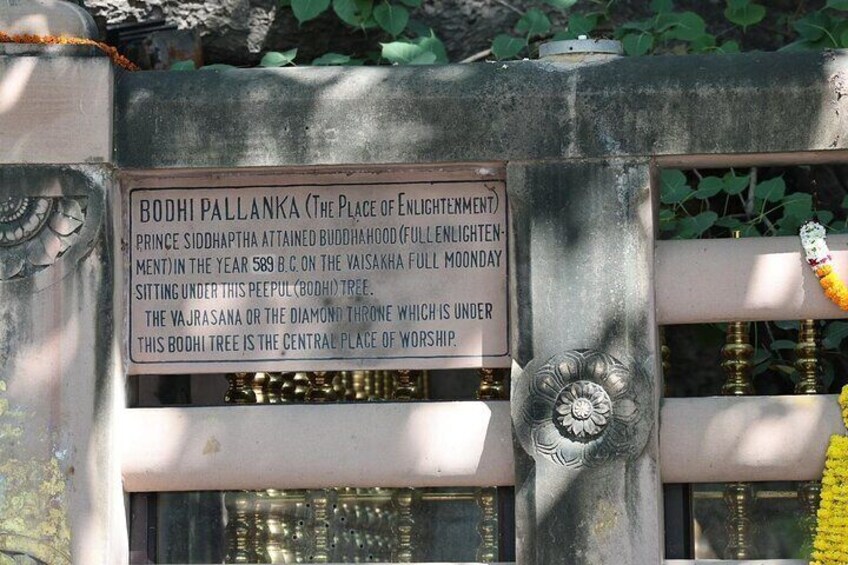 BODHI PALLANKA (THE PLACE OF ENLIGHTENMENT)
PRINCE SIDDHAPTHA ATTAINED BUDDHAHOOD (FULL ENLIGHTEN-
MENT) IN THE YEAR 589 B.C. ON THE VAISAKHA FULL MOONDAY
SITTING UNDER THIS PEEPUL (BODHI) TREE.
THE VAJRASANA OR THE DIAMOND THRONE WHICH IS UNDER
THIS BODHI TREE IS THE CENTRAL PLACE OF WORSHIP.